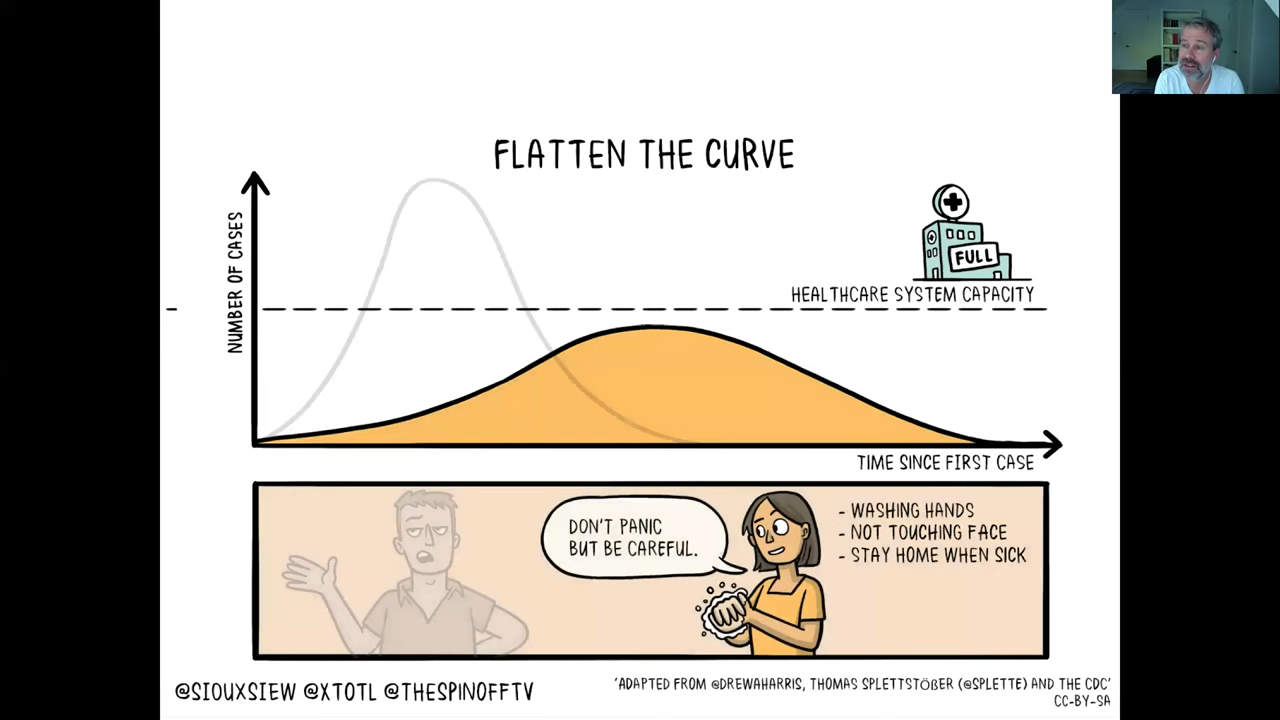 FLATTEN THE CURVE
NUMBER OF CASES
FULL
HEALTHCARE SYSTEM CAPACITY
TIME SINCE FIRST CASE
DON'T PANIC
BUT BE CAREFUL.
- WASHING HANDS
- NOT TOUCHING FACE
- STAY HOME WHEN SICK
@SIOUXSIEW @XTOTL @THESPINOFFTV
'ADAPTED FROM @DREWAHARRIS, THOMAS SPLETTSTÖßER (@SPLETTE) AND THE CDC'
CC-BY-SA